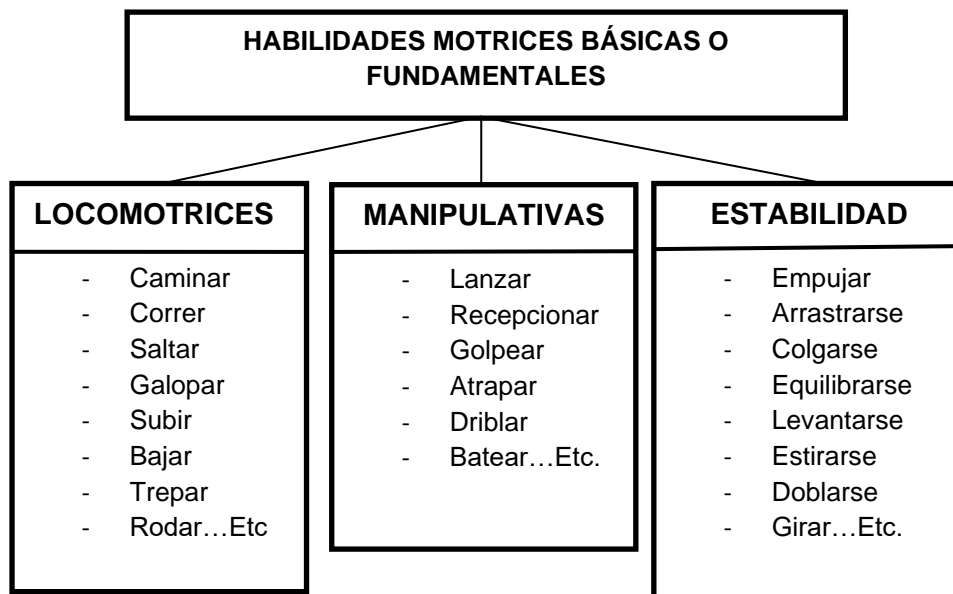 HABILIDADES MOTRICES BÁSICAS O
FUNDAMENTALES
LOCOMOTRICES
- Caminar
- Correr
- Saltar
- Galopar
- Subir
- Bajar
- Trepar
- Rodar…Etc
MANIPULATIVAS
- Lanzar
- Recepcionar
- Golpear
- Atrapar
- Driblar
- Batear…Etc.
ESTABILIDAD
- Empujar
- Arrastrarse
- Colgarse
- Equilibrarse
- Levantarse
- Estirarse
- Doblarse
- Girar…Etc.